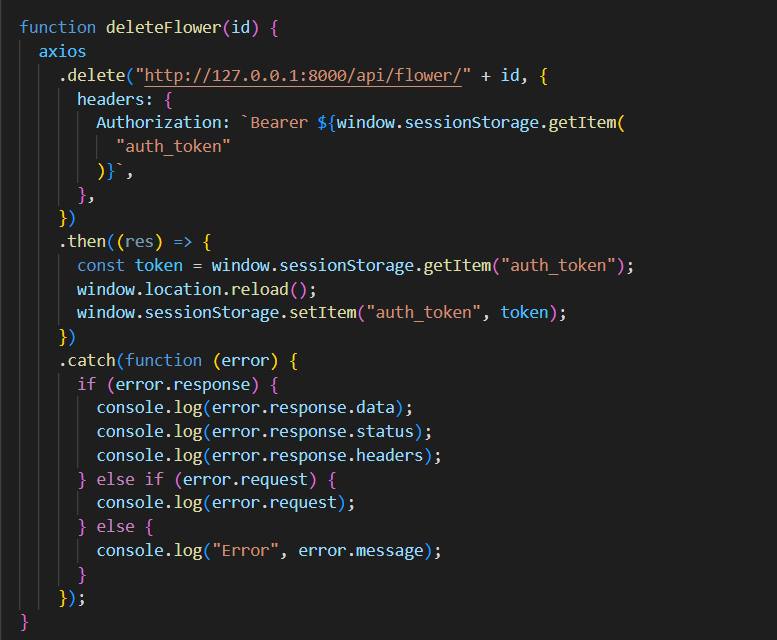 function deleteFlower(id) {
  axios
    .delete("http://127.0.0.1:8000/api/flower/" + id, {
      headers: {
        Authorization: `Bearer ${window.sessionStorage.getItem(
          "auth_token"
        )}`,
      },
    })
    .then((res) => {
      const token = window.sessionStorage.getItem("auth_token");
      window.location.reload();
      window.sessionStorage.setItem("auth_token", token);
    })
    .catch(function (error) {
      if (error.response) {
        console.log(error.response.data);
        console.log(error.response.status);
        console.log(error.response.headers);
      } else if (error.request) {
        console.log(error.request);
      } else {
        console.log("Error", error.message);
      }
    });
}